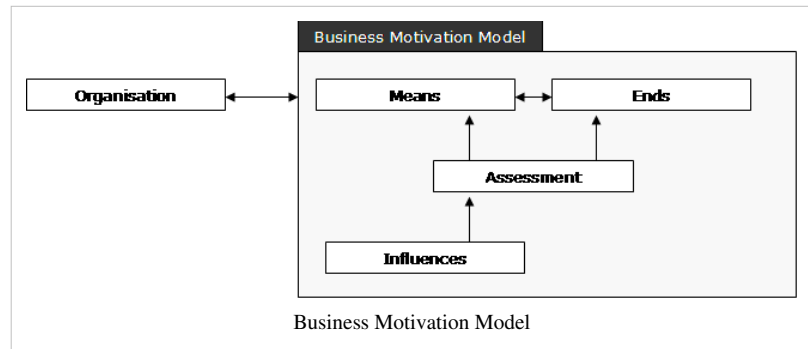 Business Motivation Model
Organisation
Means
Ends
Assessment
Influences
Business Motivation Model